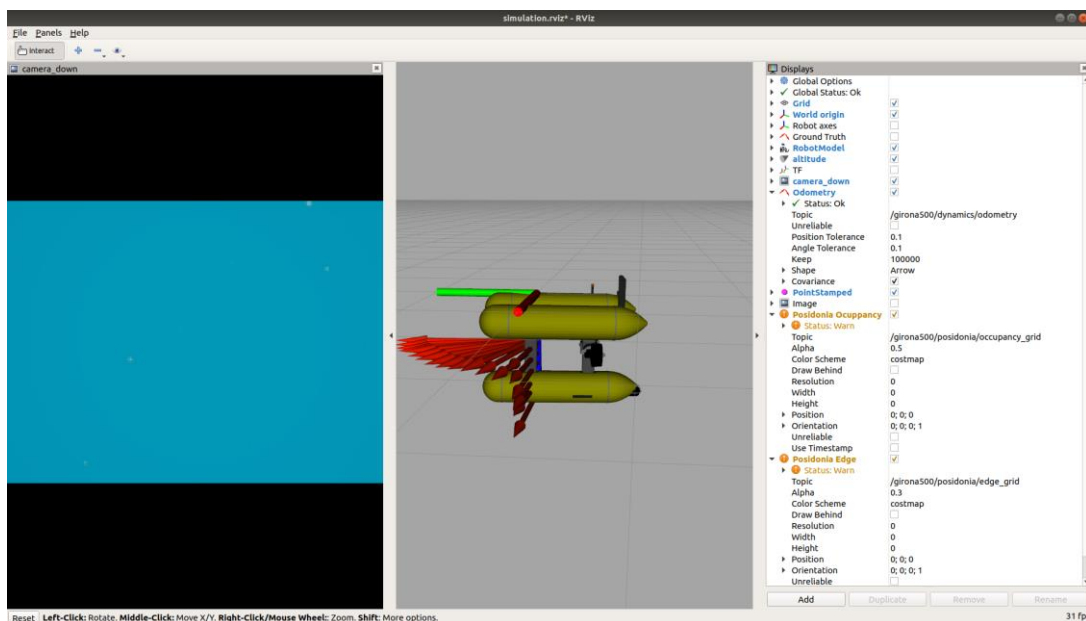 simulation.rviz* - RViz
File Panels Help
Interact
camera_down
Displays
Global Options
Global Status: Ok
Grid
World origin
Robot axes
Ground Truth
RobotModel
altitude
TF
camera_down
Odometry
Status: Ok
Topic /girona500/dynamics/odometry
Unreliable
Position Tolerance 0.1
Angle Tolerance 0.1
Keep 100000
Shape Arrow
Covariance
PointStamped
Image
Posidonia Ocuppancy
Status: Warn
Topic /girona500/posidonia/occupancy_grid
Alpha 0.5
Color Scheme costmap
Draw Behind
Resolution 0
Width 0
Height 0
Position 0; 0; 0
Orientation 0; 0; 0; 1
Unreliable
Use Timestamp
Posidonia Edge
Status: Warn
Topic /girona500/posidonia/edge_grid
Alpha 0.3
Color Scheme costmap
Draw Behind
Resolution 0
Width 0
Height 0
Position 0; 0; 0
Orientation 0; 0; 0; 1
Unreliable
Add Duplicate Remove Rename
Reset Left-Click: Rotate. Middle-Click: Move X/Y. Right-Click/Mouse Wheel: Zoom. Shift: More options. 31 fp